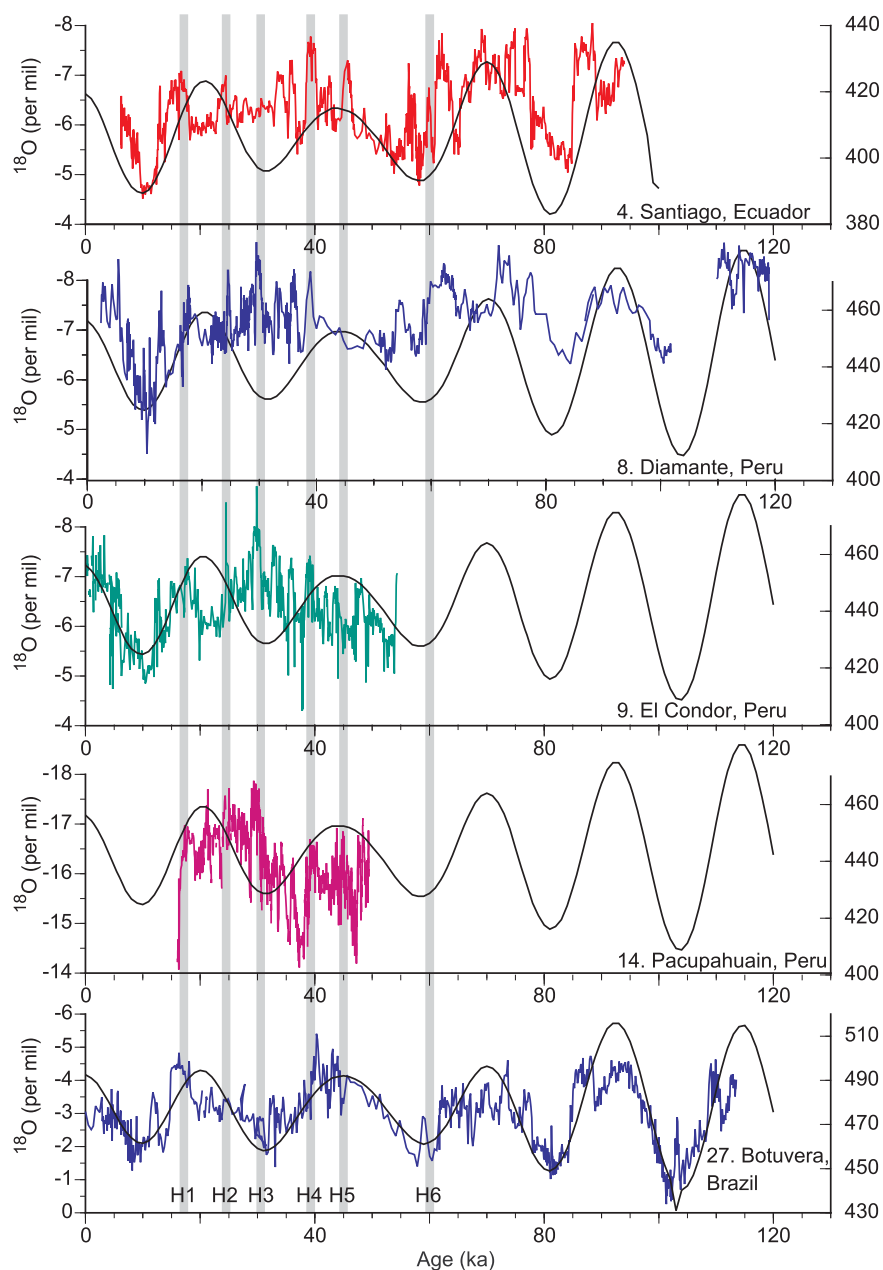 -8
-7
-6
-5
-4
18O (per mil)
440
420
400
380
4. Santiago, Ecuador
0 40 80 120
-8
-7
-6
-5
-4
18O (per mil)
460
440
420
400
8. Diamante, Peru
0 40 80 120
-8
-7
-6
-5
-4
18O (per mil)
460
440
420
400
9. El Condor, Peru
0 40 80 120
-18
-17
-16
-15
-14
18O (per mil)
460
440
420
400
14. Pacupahuain, Peru
0 40 80 120
-6
-5
-4
-3
-2
-1
0
18O (per mil)
510
490
470
450
430
27. Botuvera,
Brazil
H1 H2 H3 H4 H5 H6
0 40 80 120
Age (ka)